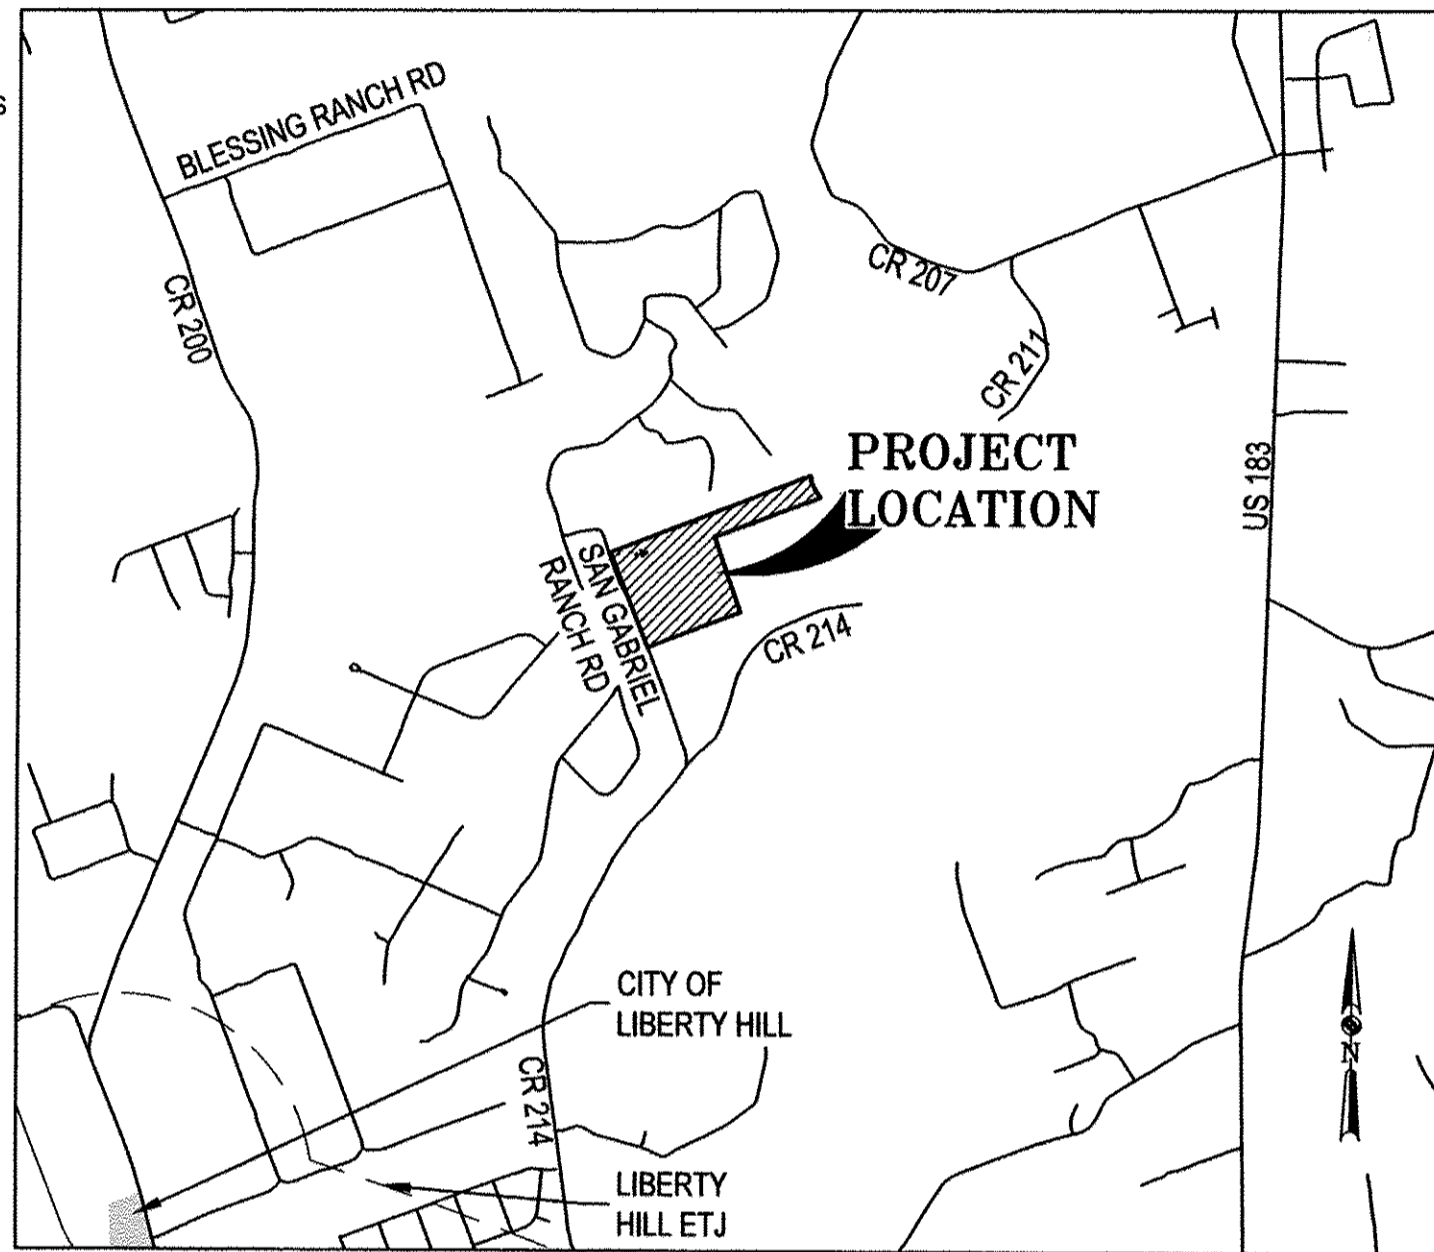 S
BLESSING RANCH RD
CR 200
CR 207
CR 211
PROJECT
LOCATION
US 183
SAN GABRIEL
RANCH RD
CR 214
CITY OF
LIBERTY HILL
CR 214
N
LIBERTY
HILL ETJ